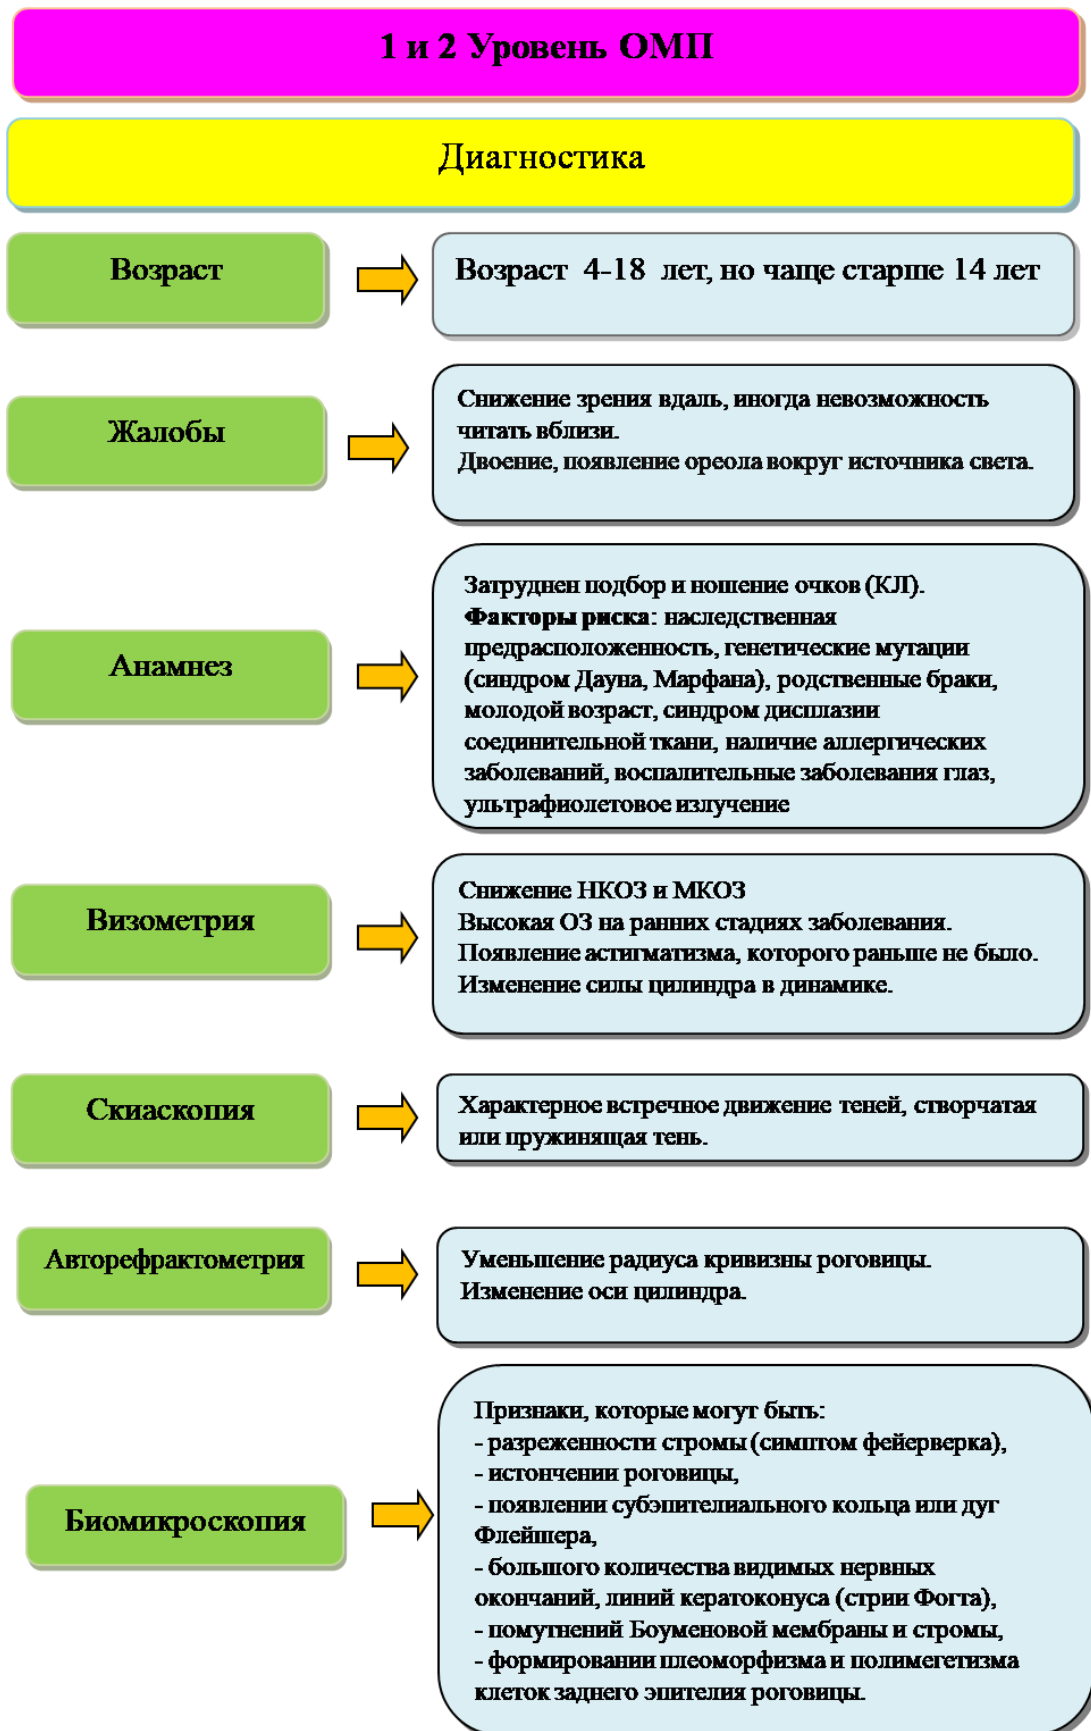 1 и 2 Уровень ОМП
Диагностика
Возраст
Возраст 4-18 лет, но чаще старше 14 лет
Жалобы
Снижение зрения вдаль, иногда невозможность
читать вблизи.
Двоение, появление ореола вокруг источника света.
Анамнез
Затруднен подбор и ношение очков (КЛ).
Факторы риска: наследственная
предрасположенность, генетические мутации
(синдром Дауна, Марфана), родственные браки,
молодой возраст, синдром дисплазии
соединительной ткани, наличие аллергических
заболеваний, воспалительные заболевания глаз,
ультрафиолетовое излучение
Визометрия
Снижение НКОЗ и МКОЗ
Высокая ОЗ на ранних стадиях заболевания.
Появление астигматизма, которого раньше не было.
Изменение силы цилиндра в динамике.
Скиаскопия
Характерное встречное движение теней, створчатая
или пружинящая тень.
Авторефрактометрия
Уменьшение радиуса кривизны роговицы.
Изменение оси цилиндра.
Биомикроскопия
Признаки, которые могут быть:
- разреженности стромы (симптом фейерверка),
- истончении роговицы,
- появлении субэпителиального кольца или дуг
Флейшера,
- большого количества видимых нервных
окончаний, линий кератоконуса (стрии Фогта),
- помутнений Боуменовой мембраны и стромы,
- формировании плеоморфизма и полимегетизма
клеток заднего эпителия роговицы.